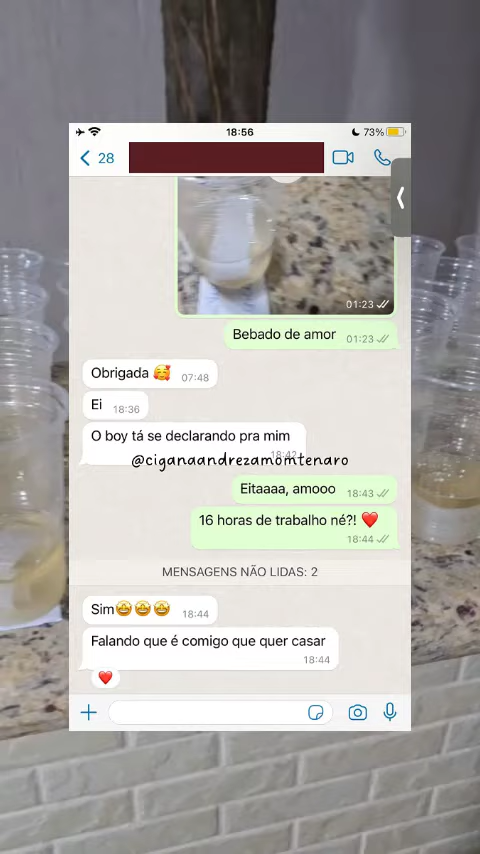 18:56
73%
28
01:23
Bebado de amor 01:23
Obrigada 🥰 07:48
Ei 18:36
O boy tá se declarando pra mim
18:42
@ciganaandrezamomtenaro
Eitaaaa, amooo 18:43
16 horas de trabalho né?! ❤️
18:44
MENSAGENS NÃO LIDAS: 2
Sim🤩🤩🤩 18:44
Falando que é comigo que quer casar
18:44